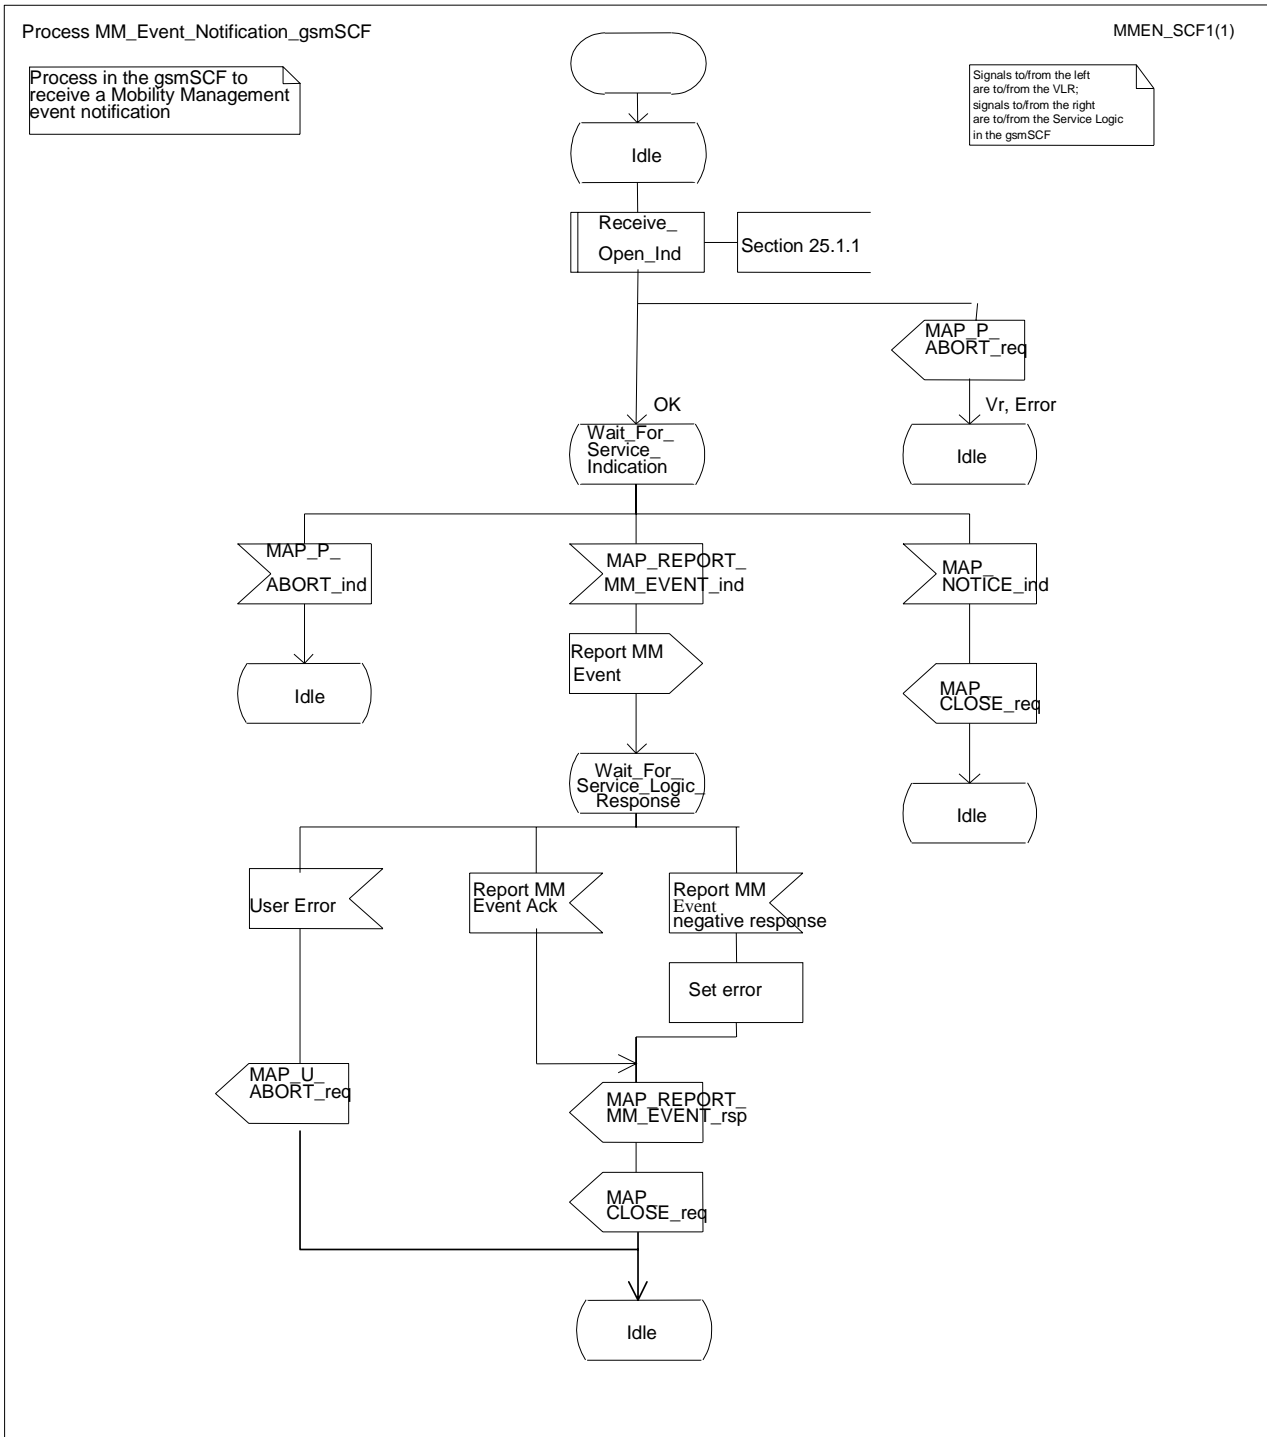 Process MM_Event_Notification_gsmSCF
MMEN_SCF1(1)
Process in the gsmSCF to
receive a Mobility Management
event notification
Signals to/from the left
are to/from the VLR;
signals to/from the right
are to/from the Service Logic
in the gsmSCF
Idle
Receive_
Open_Ind
Section 25.1.1
MAP_P_
ABORT_req
OK
Vr, Error
Wait_For_
Service_
Indication
Idle
MAP_P_
ABORT_ind
MAP_REPORT_
MM_EVENT_ind
MAP_
NOTICE_ind
Report MM
Event
Idle
MAP_
CLOSE_req
Wait_For_
Service_Logic_
Response
Idle
User Error
Report MM
Event Ack
Report MM
Event
negative response
Set error
MAP_U_
ABORT_req
MAP_REPORT_
MM_EVENT_rsp
MAP_
CLOSE_req
Idle